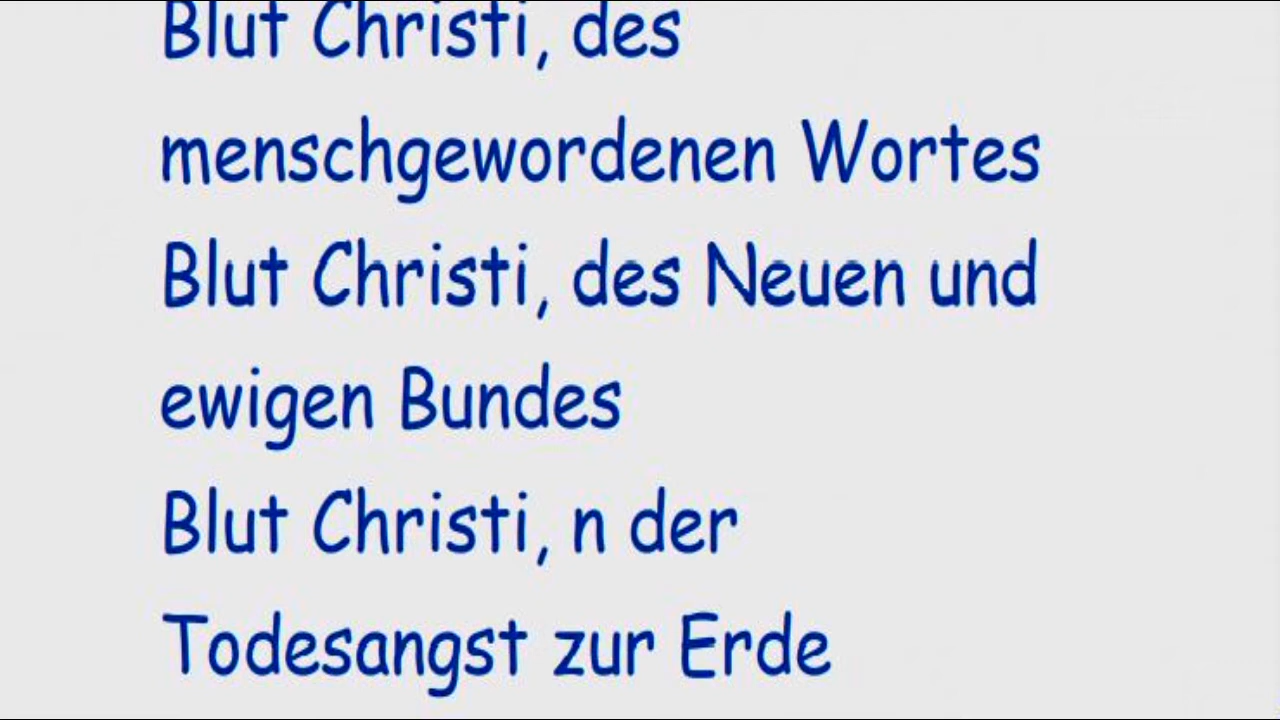 Blut Christi, des
menschgewordenen Wortes
Blut Christi, des Neuen und
ewigen Bundes
Blut Christi, n der
Todesangst zur Erde